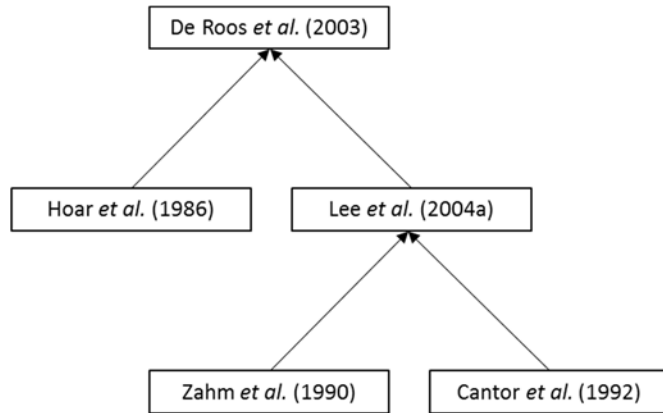 De Roos et al. (2003)
Hoar et al. (1986)
Lee et al. (2004a)
Zahm et al. (1990)
Cantor et al. (1992)